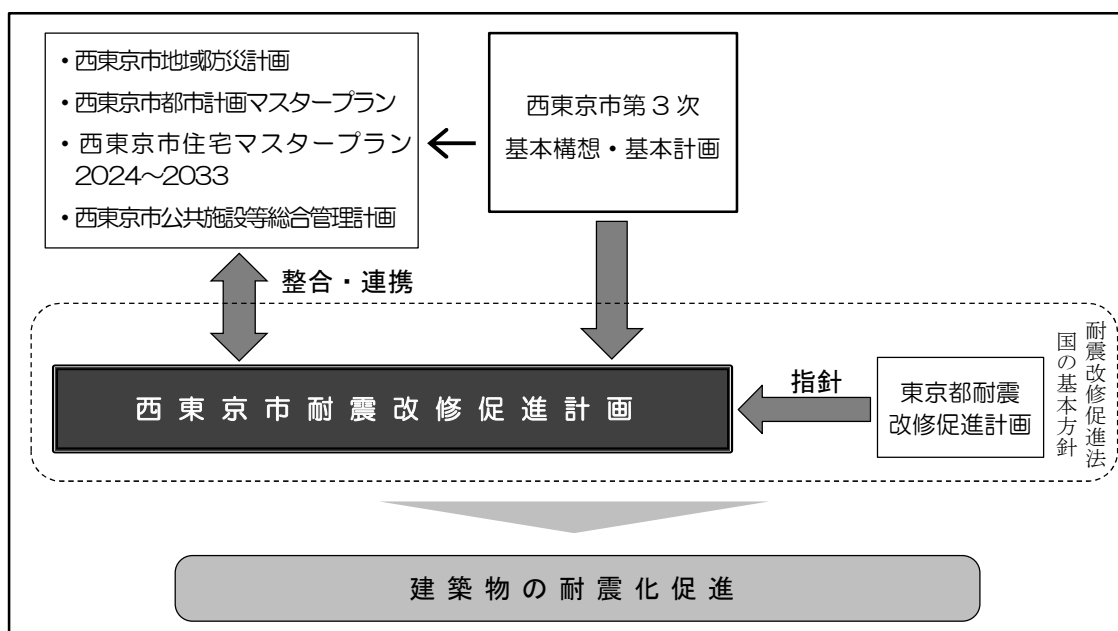 ・西東京市地域防災計画
・西東京市都市計画マスタープラン
・西東京市住宅マスタープラン
2024～2033
・西東京市公共施設等総合管理計画
西東京市第３次
基本構想・基本計画
整合・連携
西東京市耐震改修促進計画
指針
東京都耐震
改修促進計画
耐震改修促進法
国の基本方針
建築物の耐震化促進